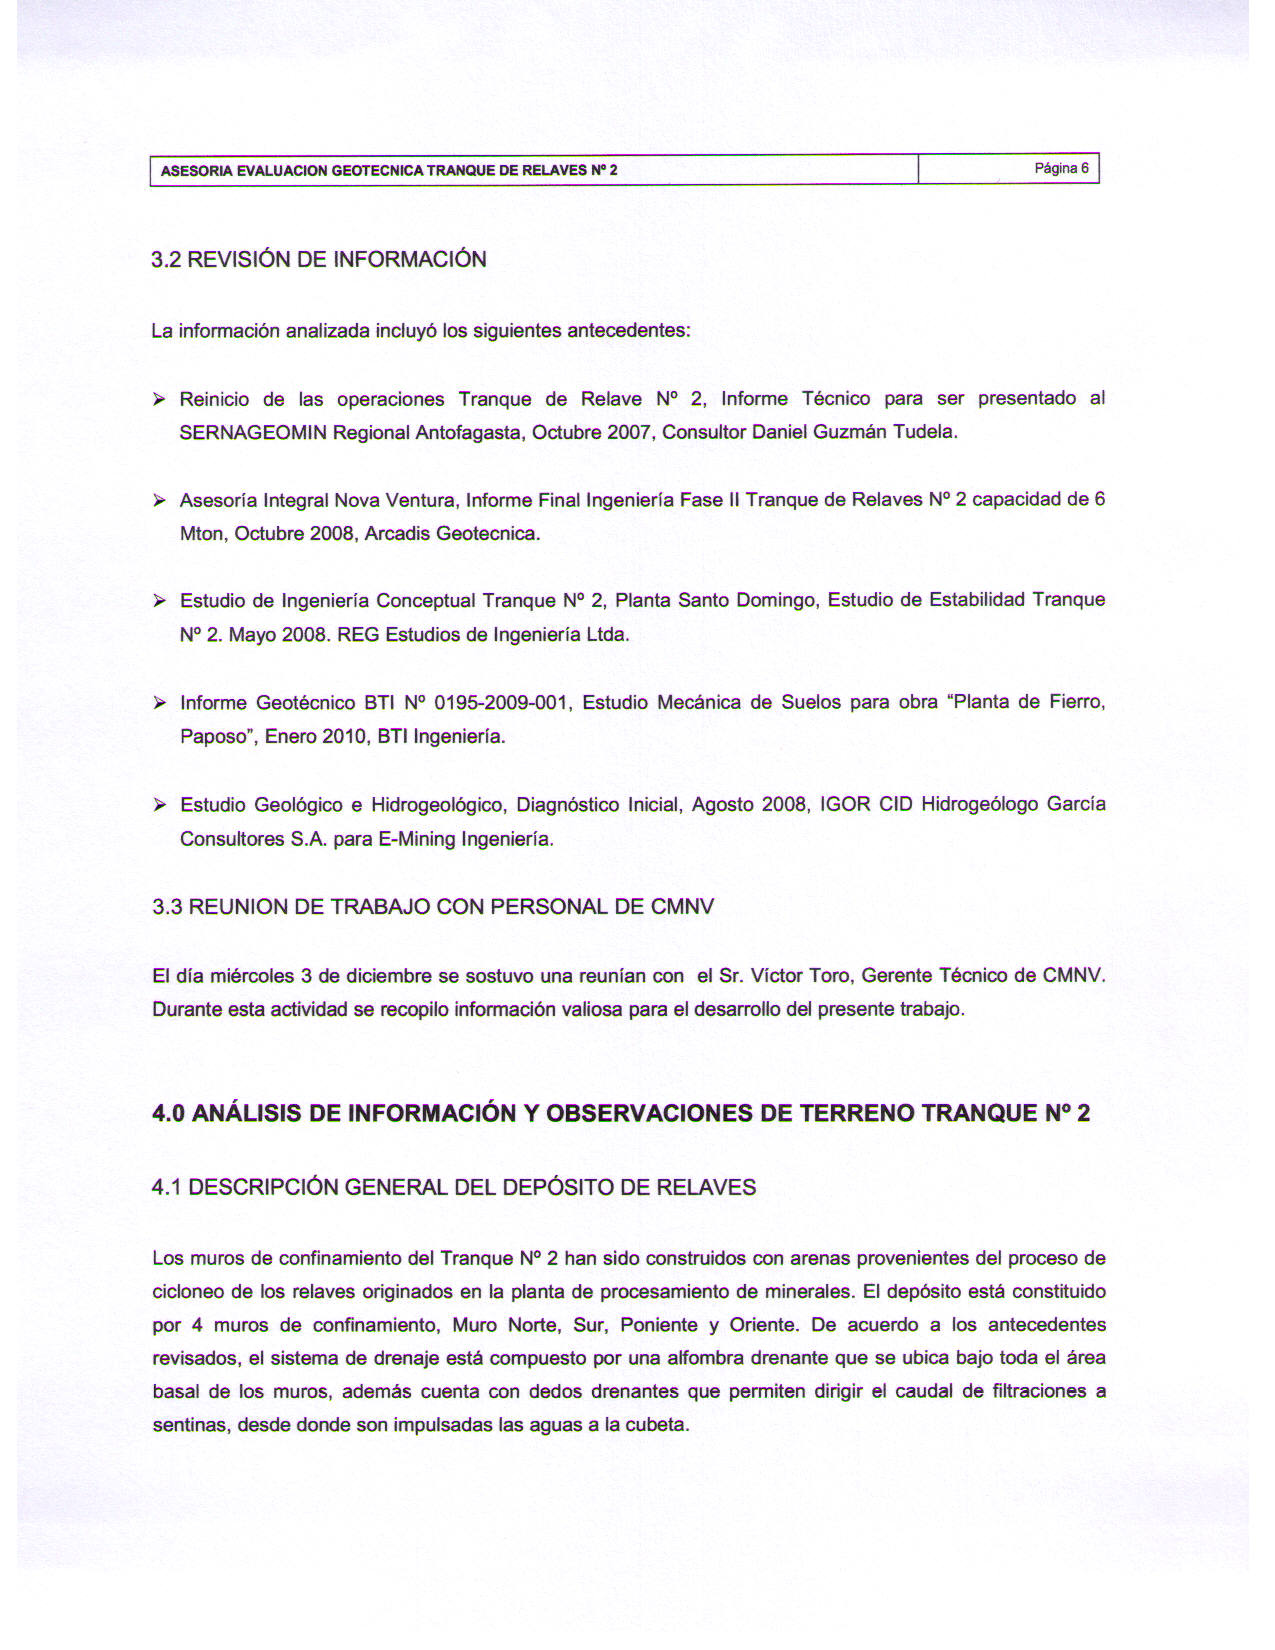 ASESORIA EVALUACION GEOTECNICA TRANQUE DE RELAVES Nº 2 Página 6
3.2 REVISIÓN DE INFORMACIÓN
La información analizada incluyó los siguientes antecedentes:
➢ Reinicio de las operaciones Tranque de Relave Nº 2, Informe Técnico para ser presentado al
SERNAGEOMIN Regional Antofagasta, Octubre 2007, Consultor Daniel Guzmán Tudela.
➢ Asesoría Integral Nova Ventura, Informe Final Ingeniería Fase II Tranque de Relaves Nº 2 capacidad de 6
Mton, Octubre 2008, Arcadis Geotecnica.
➢ Estudio de Ingeniería Conceptual Tranque Nº 2, Planta Santo Domingo, Estudio de Estabilidad Tranque
Nº 2. Mayo 2008. REG Estudios de Ingeniería Ltda.
➢ Informe Geotécnico BTI Nº 0195-2009-001, Estudio Mecánica de Suelos para obra “Planta de Fierro,
Paposo”, Enero 2010, BTI Ingeniería.
➢ Estudio Geológico e Hidrogeológico, Diagnóstico Inicial, Agosto 2008, IGOR CID Hidrogeólogo García
Consultores S.A. para E-Mining Ingeniería.
3.3 REUNION DE TRABAJO CON PERSONAL DE CMNV
El día miércoles 3 de diciembre se sostuvo una reunían con el Sr. Víctor Toro, Gerente Técnico de CMNV.
Durante esta actividad se recopilo información valiosa para el desarrollo del presente trabajo.
4.0 ANÁLISIS DE INFORMACIÓN Y OBSERVACIONES DE TERRENO TRANQUE Nº 2
4.1 DESCRIPCIÓN GENERAL DEL DEPÓSITO DE RELAVES
Los muros de confinamiento del Tranque Nº 2 han sido construidos con arenas provenientes del proceso de
cicloneo de los relaves originados en la planta de procesamiento de minerales. El depósito está constituido
por 4 muros de confinamiento, Muro Norte, Sur, Poniente y Oriente. De acuerdo a los antecedentes
revisados, el sistema de drenaje está compuesto por una alfombra drenante que se ubica bajo toda el área
basal de los muros, además cuenta con dedos drenantes que permiten dirigir el caudal de filtraciones a
sentinas, desde donde son impulsadas las aguas a la cubeta.